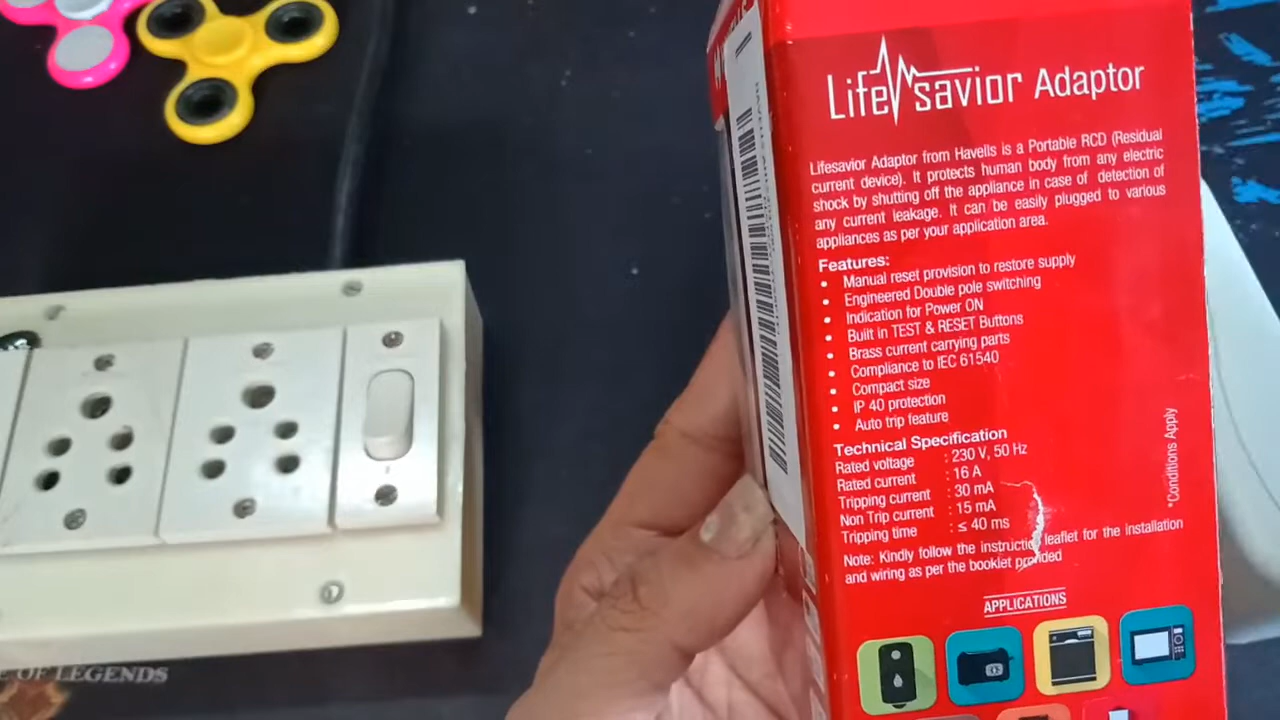 Lifesavior Adaptor
Lifesavior Adaptor from Havells is a Portable RCD (Residual
current device). It protects human body from any electric
shock by shutting off the appliance in case of detection of
any current leakage. It can be easily plugged to various
appliances as per your application area.
Features:
• Manual reset provision to restore supply
• Engineered Double pole switching
• Indication for Power ON
• Built in TEST & RESET Buttons
• Brass current carrying parts
• Compliance to IEC 61540
• Compact size
• IP 40 protection
• Auto trip feature
Technical Specification
Rated voltage : 230 V, 50 Hz
Rated current : 16 A
Tripping current : 30 mA
Non Trip current : 15 mA
Tripping time : ≤ 40 ms
*Conditions Apply
Note: Kindly follow the instruction leaflet for the installation
and wiring as per the booklet provided
APPLICATIONS
OF LEGENDS